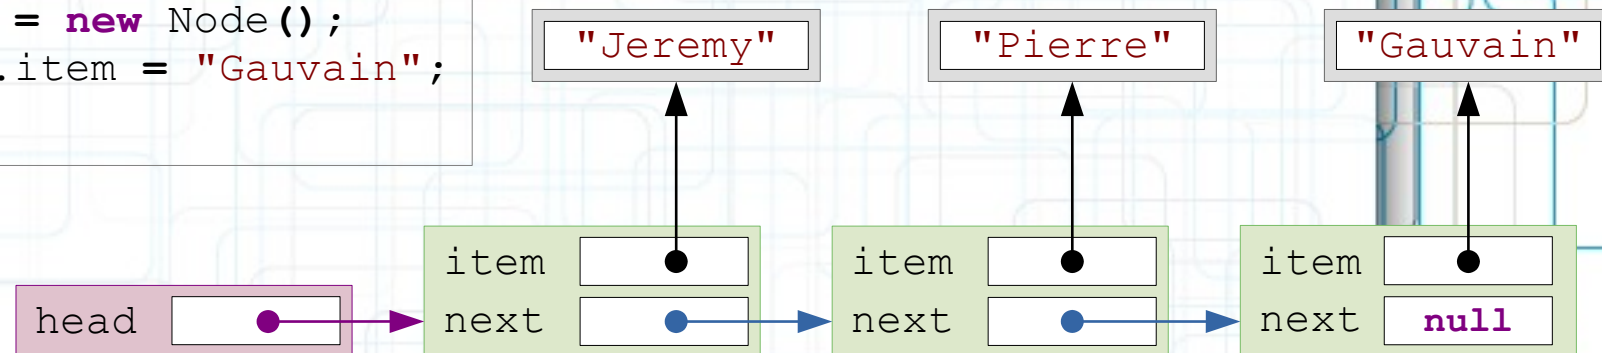 = new Node();
.item = "Gauvain";
"Jeremy" "Pierre" "Gauvain"
item item item
head next next next null